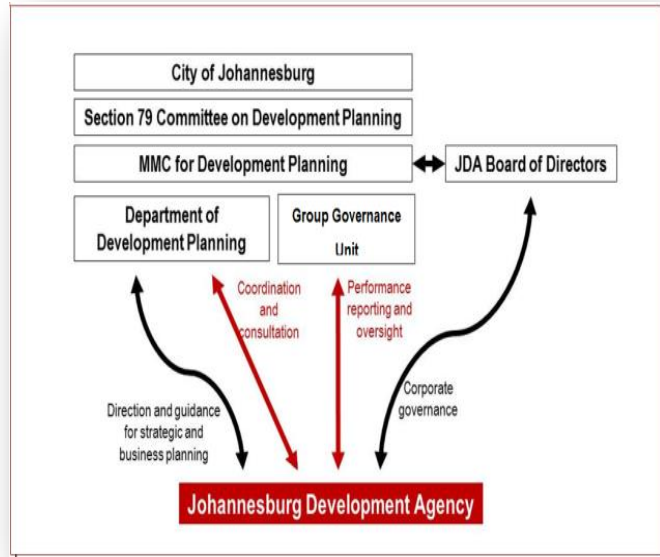 City of Johannesburg
Section 79 Committee on Development Planning
MMC for Development Planning
JDA Board of Directors
Department of
Development Planning
Group Governance
Unit
Coordination
and
consultation
Performance
reporting and
oversight
Direction and guidance
for strategic and
business planning
Corporate
governance
Johannesburg Development Agency